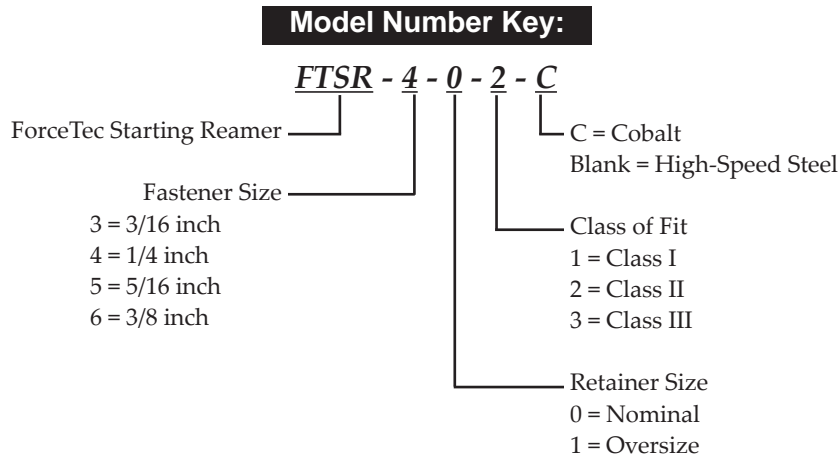 Model Number Key:
FTSR - 4 - 0 - 2 - C
ForceTec Starting Reamer
Fastener Size
3 = 3/16 inch
4 = 1/4 inch
5 = 5/16 inch
6 = 3/8 inch
C = Cobalt
Blank = High-Speed Steel
Class of Fit
1 = Class I
2 = Class II
3 = Class III
Retainer Size
0 = Nominal
1 = Oversize